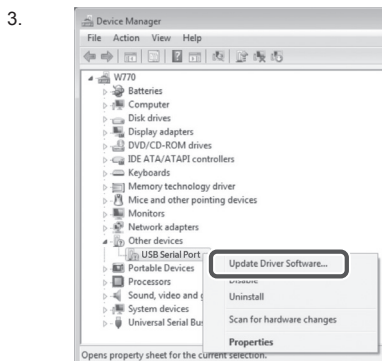 3.
Device Manager
File Action View Help
W770
Batteries
Computer
Disk drives
Display adapters
DVD/CD-ROM drives
IDE ATA/ATAPI controllers
Keyboards
Memory technology driver
Mice and other pointing devices
Monitors
Network adapters
Other devices
USB Serial Port
Update Driver Software...
Portable Devices
Disable
Processors
Sound, video and g
Uninstall
System devices
Scan for hardware changes
Universal Serial Bus
Properties
Opens property sheet for the current selection.